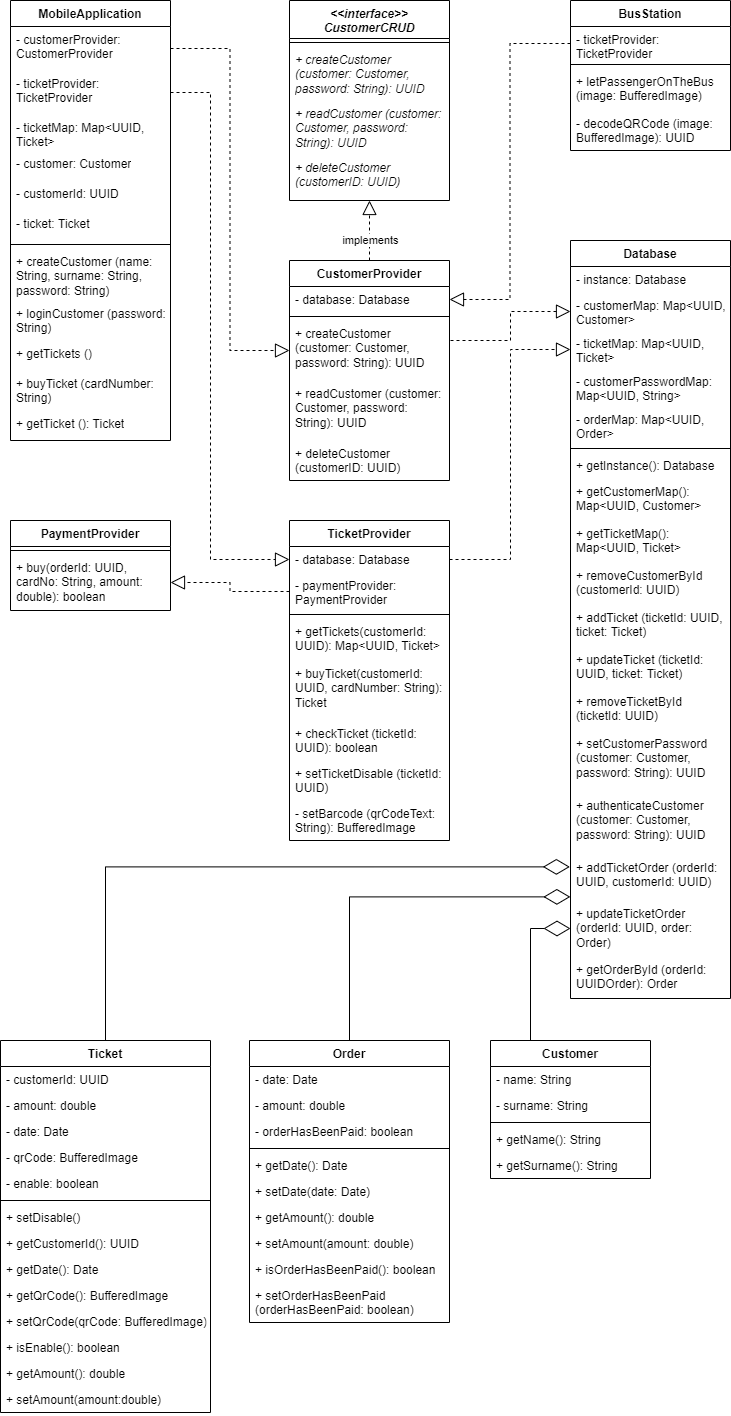 MobileApplication
- customerProvider:
CustomerProvider
- ticketProvider:
TicketProvider
- ticketMap: Map<UUID,
Ticket>
- customer: Customer
- customerId: UUID
- ticket: Ticket
+ createCustomer (name:
String, surname: String,
password: String)
+ loginCustomer (password:
String)
+ getTickets ()
+ buyTicket (cardNumber:
String)
+ getTicket (): Ticket
<<interface>>
CustomerCRUD
+ createCustomer
(customer: Customer,
password: String): UUID
+ readCustomer (customer:
Customer, password:
String): UUID
+ deleteCustomer
(customerID: UUID)
implements
BusStation
- ticketProvider:
TicketProvider
+ letPassengerOnTheBus
(image: BufferedImage)
- decodeQRCode (image:
BufferedImage): UUID
CustomerProvider
- database: Database
+ createCustomer
(customer: Customer,
password: String): UUID
+ readCustomer (customer:
Customer, password:
String): UUID
+ deleteCustomer
(customerID: UUID)
Database
- instance: Database
- customerMap: Map<UUID,
Customer>
- ticketMap: Map<UUID,
Ticket>
- customerPasswordMap:
Map<UUID, String>
- orderMap: Map<UUID,
Order>
+ getInstance(): Database
+ getCustomerMap():
Map<UUID, Customer>
+ getTicketMap():
Map<UUID, Ticket>
+ removeCustomerById
(customerId: UUID)
+ addTicket (ticketId: UUID,
ticket: Ticket)
+ updateTicket (ticketId:
UUID, ticket: Ticket)
+ removeTicketById
(ticketId: UUID)
+ setCustomerPassword
(customer: Customer,
password: String): UUID
+ authenticateCustomer
(customer: Customer,
password: String): UUID
+ addTicketOrder (orderId:
UUID, customerId: UUID)
+ updateTicketOrder
(orderId: UUID, order:
Order)
+ getOrderById (orderId:
UUIDOrder): Order
PaymentProvider
+ buy(orderId: UUID,
cardNo: String, amount:
double): boolean
TicketProvider
- database: Database
- paymentProvider:
PaymentProvider
+ getTickets(customerId:
UUID): Map<UUID, Ticket>
+ buyTicket(customerId:
UUID, cardNumber: String):
Ticket
+ checkTicket (ticketId:
UUID): boolean
+ setTicketDisable (ticketId:
UUID)
- setBarcode (qrCodeText:
String): BufferedImage
Ticket
- customerId: UUID
- amount: double
- date: Date
- qrCode: BufferedImage
- enable: boolean
+ setDisable()
+ getCustomerId(): UUID
+ getDate(): Date
+ getQrCode(): BufferedImage
+ setQrCode(qrCode: BufferedImage)
+ isEnable(): boolean
+ getAmount(): double
+ setAmount(amount:double)
Order
- date: Date
- amount: double
- orderHasBeenPaid: boolean
+ getDate(): Date
+ setDate(date: Date)
+ getAmount(): double
+ setAmount(amount: double)
+ isOrderHasBeenPaid(): boolean
+ setOrderHasBeenPaid
(orderHasBeenPaid: boolean)
Customer
- name: String
- surname: String
+ getName(): String
+ getSurname(): String